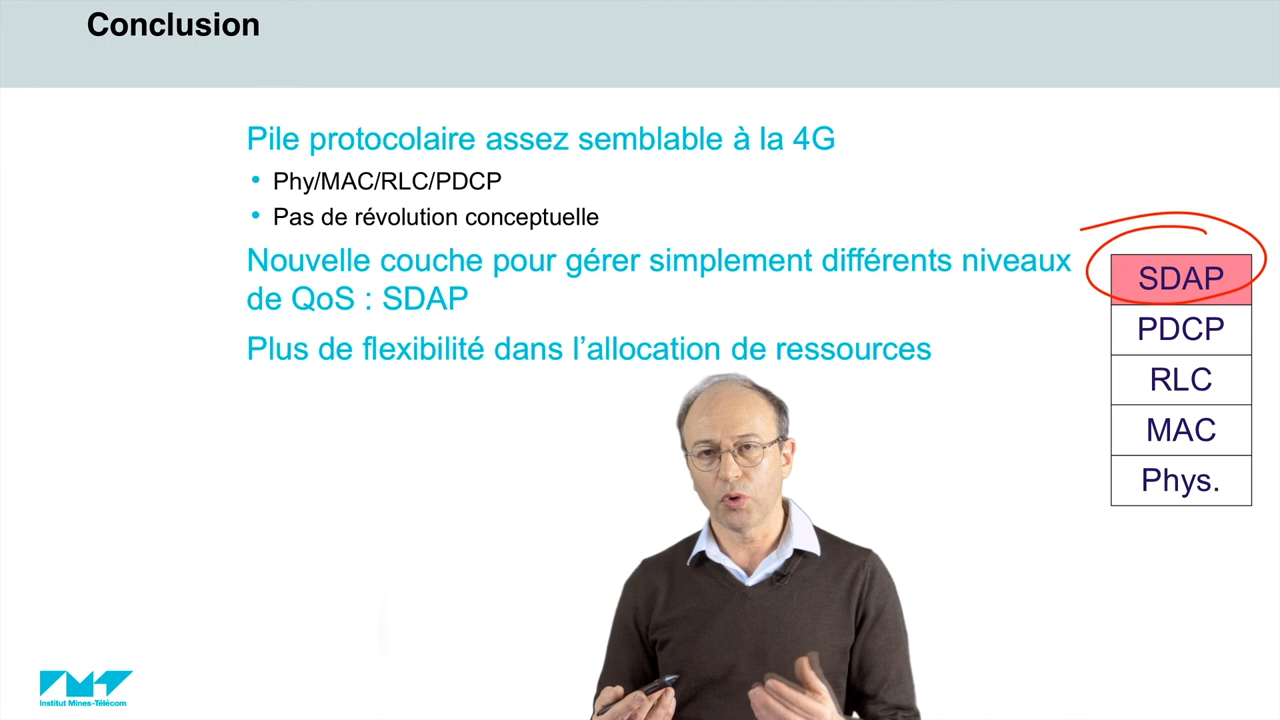 Conclusion
Pile protocolaire assez semblable à la 4G
• Phy/MAC/RLC/PDCP
• Pas de révolution conceptuelle
Nouvelle couche pour gérer simplement différents niveaux
de QoS : SDAP
Plus de flexibilité dans l’allocation de ressources
SDAP
PDCP
RLC
MAC
Phys.
Institut Mines-Télécom